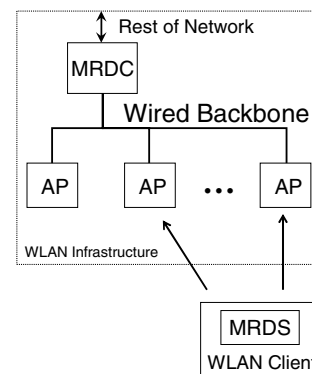 Rest of Network
MRDC
Wired Backbone
AP AP ... AP
WLAN Infrastructure
MRDS
WLAN Client